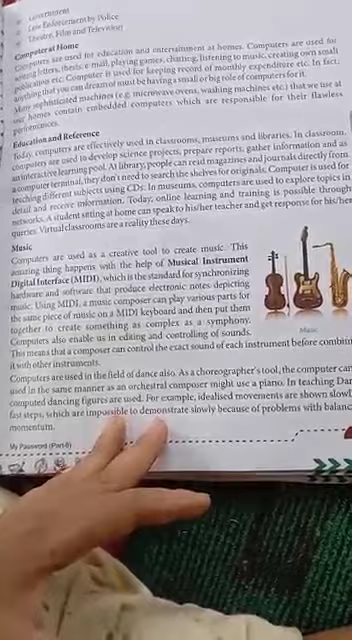 Government
Law Enforcement by Police
Theatre, Film and Television
Computer at Home
Computers are used for education and entertainment at homes. Computers are used for
writing letters, thesis, e-mail, playing games, chatting, listening to music, creating own small
publication etc. Computer is used for keeping record of monthly expenditure etc. In fact,
anything that you can dream of must be having a small or big role of computers for it.
Many sophisticated machines (e.g. microwave ovens, washing machines etc.) that we use at
our homes contain embedded computers which are responsible for their flawless
performances.
Education and Reference
Today, computers are effectively used in classrooms, museums and libraries. In classroom,
computers are used to develop science projects, prepare reports, gather information and as
an interactive learning pool. At library, people can read magazines and journals directly from
a computer terminal, they don't need to search the shelves for originals. Computer is used for
teaching different subjects using CDs. In museums, computers are used to explore topics in
detail and receive information. Today, online learning and training is possible through
networks. A student sitting at home can speak to his/her teacher and get response for his/her
queries. Virtual classrooms are a reality these days.
Music
Computers are used as a creative tool to create music. This
amazing thing happens with the help of Musical Instrument
Digital Interface (MIDI), which is the standard for synchronizing
hardware and software that produce electronic notes depicting
music. Using MIDI, a music composer can play various parts for
the same piece of music on a MIDI keyboard and then put them
together to create something as complex as a symphony.
Computers also enable us in editing and controlling of sounds.
Music
This means that a composer can control the exact sound of each instrument before combin
it with other instruments.
Computers are used in the field of dance also. As a choreographer's tool, the computer can
used in the same manner as an orchestral composer might use a piano. In teaching Dan
computed dancing figures are used. For example, idealised movements are shown slowl
fast steps, which are impossible to demonstrate slowly because of problems with balanc
momentum.
My Password (Part-8)